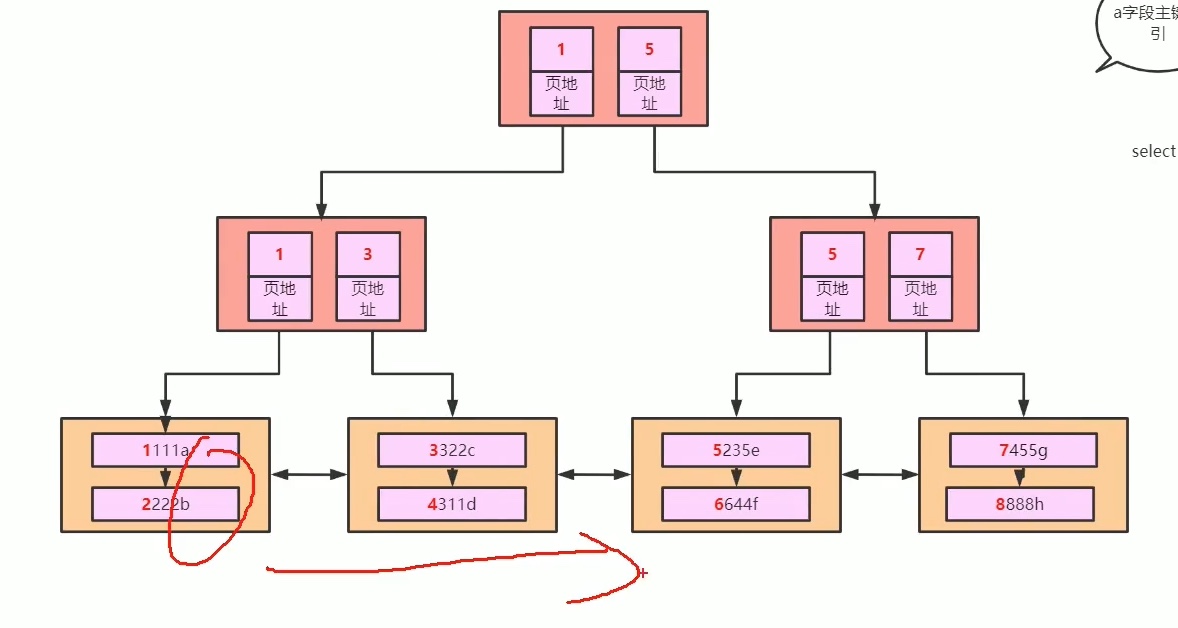 a字段主键
引
1 5
页地 页地
址 址
select
1 3 5 7
页地 页地 页地 页地
址 址 址 址
1111a 3322c 5235e 7455g
2222b 4311d 6644f 8888h